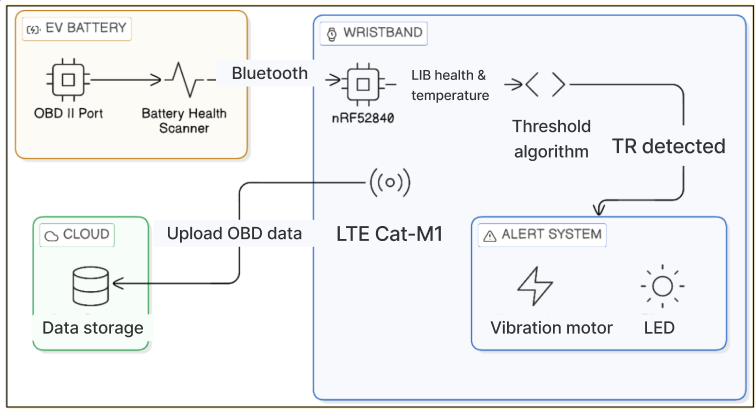 EV BATTERY
OBD II Port
Battery Health
Scanner
Bluetooth
WRISTBAND
nRF52840
LIB health &
temperature
Threshold
algorithm
TR detected
LTE Cat-M1
Upload OBD data
CLOUD
Data storage
ALERT SYSTEM
Vibration motor
LED